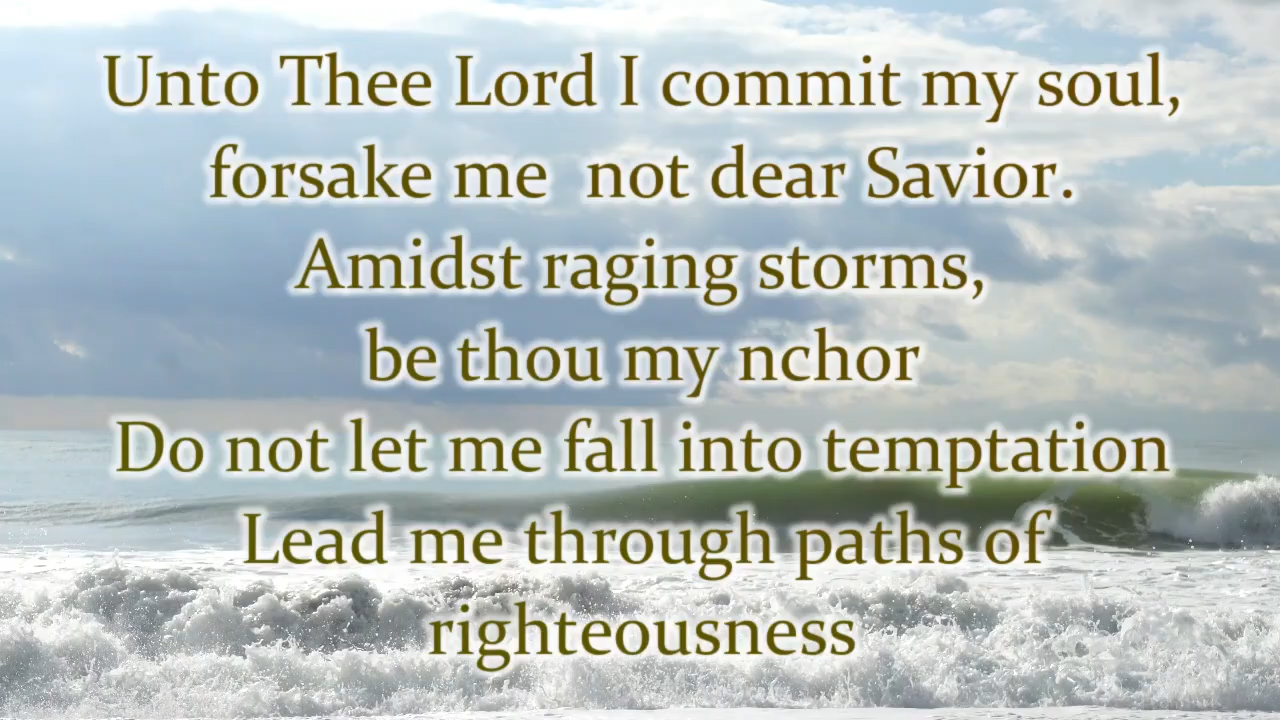 Unto Thee Lord I commit my soul,
forsake me  not dear Savior.
Amidst raging storms,
be thou my nchor
Do not let me fall into temptation
Lead me through paths of
righteousness